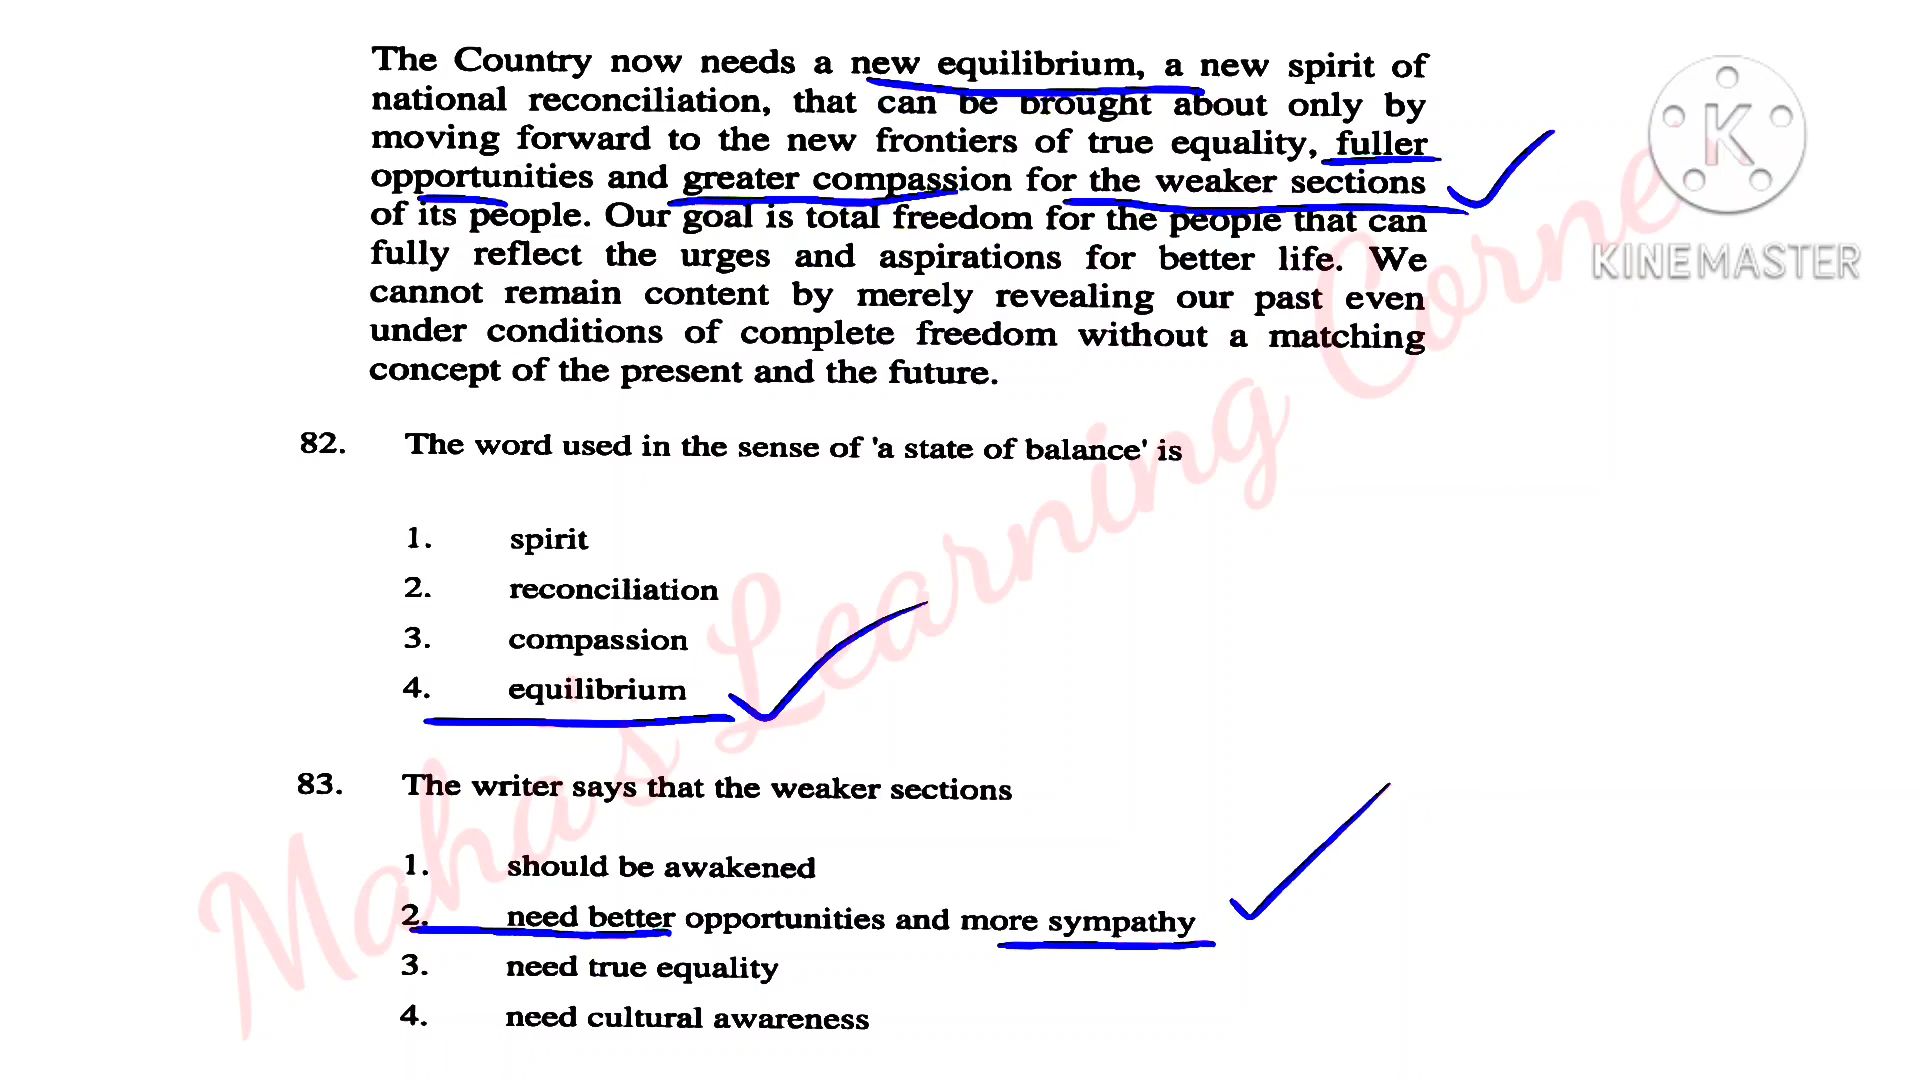 The Country now needs a new equilibrium, a new spirit of
national reconciliation, that can be brought about only by
moving forward to the new frontiers of true equality, fuller
opportunities and greater compassion for the weaker sections
of its people. Our goal is total freedom for the people that can
fully reflect the urges and aspirations for better life. We
cannot remain content by merely revealing our past even
under conditions of complete freedom without a matching
concept of the present and the future.
K
KINEMASTER
82. The word used in the sense of 'a state of balance' is
1. spirit
2. reconciliation
3. compassion
4. equilibrium
83. The writer says that the weaker sections
1. should be awakened
2. need better opportunities and more sympathy
3. need true equality
4. need cultural awareness
Maha's Learning Corner